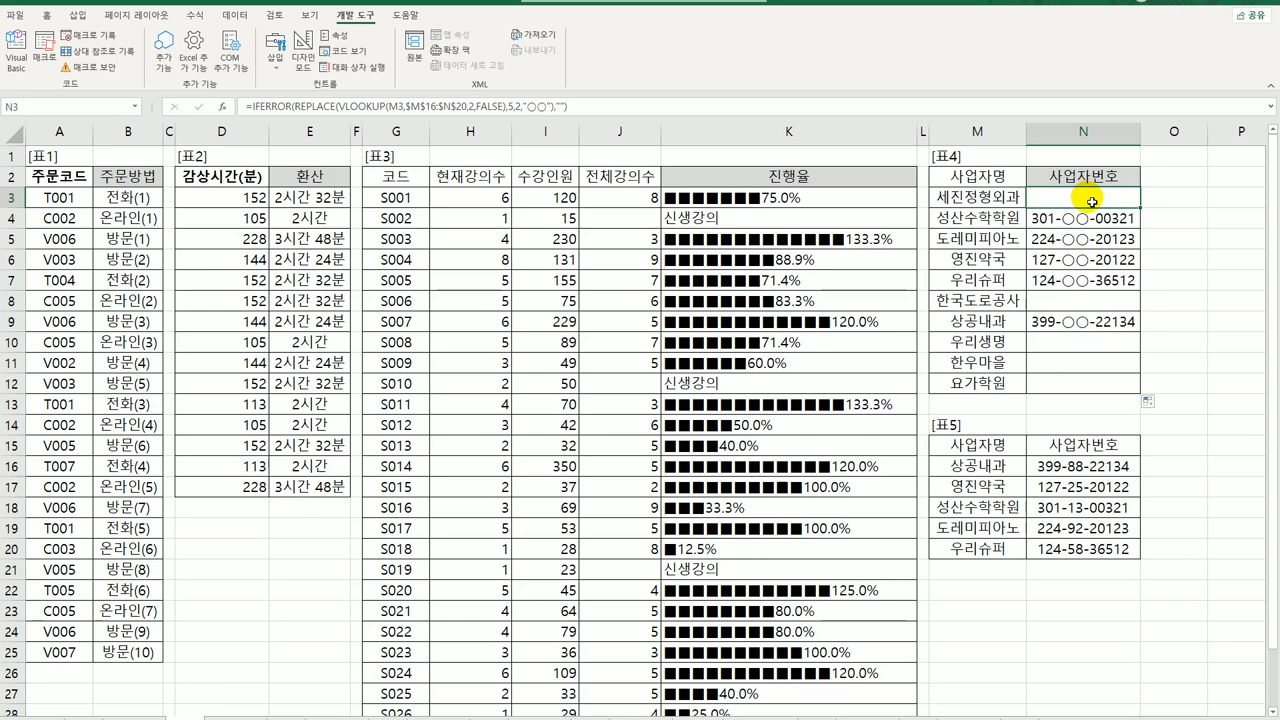 파일 홈 삽입 페이지 레이아웃 수식 데이터 검토 보기 개발 도구 도움말 공유
Visual Basic 매크로 매크로 기록 상대 참조로 기록 매크로 보안 코드
추가 기능 Excel 추가 기능 COM 추가 기능 추가 기능
삽입 디자인 모드 속성 코드 보기 대화 상자 실행 컨트롤
원본 맵 속성 확장 팩 데이터 새로 고침 가져오기 내보내기 XML
N3 fx =IFERROR(REPLACE(VLOOKUP(M3,$M$16:$N$20,2,FALSE),5,2,"○○"),"")
A B C D E F G H I J K L M N O P
1 [표1] [표2] [표3] [표4]
2 주문코드 주문방법 감상시간(분) 환산 코드 현재강의수 수강인원 전체강의수 진행율 사업자명 사업자번호
3 T001 전화(1) 152 2시간 32분 S001 6 120 8 ■■■■■■■75.0% 세진정형외과
4 C002 온라인(1) 105 2시간 S002 1 15 신생강의 성산수학학원 301-○○-00321
5 V006 방문(1) 228 3시간 48분 S003 4 230 3 ■■■■■■■■■■■■■133.3% 도레미피아노 224-○○-20123
6 V003 방문(2) 144 2시간 24분 S004 8 131 9 ■■■■■■■■88.9% 영진약국 127-○○-20122
7 T004 전화(2) 152 2시간 32분 S005 5 155 7 ■■■■■■■71.4% 우리슈퍼 124-○○-36512
8 C005 온라인(2) 152 2시간 32분 S006 5 75 6 ■■■■■■■■83.3% 한국도로공사
9 V006 방문(3) 144 2시간 24분 S007 6 229 5 ■■■■■■■■■■■■120.0% 상공내과 399-○○-22134
10 C005 온라인(3) 105 2시간 S008 5 89 7 ■■■■■■■71.4% 우리생명
11 V002 방문(4) 144 2시간 24분 S009 3 49 5 ■■■■■■60.0% 한우마을
12 V003 방문(5) 152 2시간 32분 S010 2 50 신생강의 요가학원
13 T001 전화(3) 113 2시간 S011 4 70 3 ■■■■■■■■■■■■■133.3%
14 C002 온라인(4) 105 2시간 S012 3 42 6 ■■■■■50.0% [표5]
15 V005 방문(6) 152 2시간 32분 S013 2 32 5 ■■■■40.0% 사업자명 사업자번호
16 T007 전화(4) 113 2시간 S014 6 350 5 ■■■■■■■■■■■■120.0% 상공내과 399-88-22134
17 C002 온라인(5) 228 3시간 48분 S015 2 37 2 ■■■■■■■■■■100.0% 영진약국 127-25-20122
18 V006 방문(7) S016 3 69 9 ■■■33.3% 성산수학학원 301-13-00321
19 T001 전화(5) S017 5 53 5 ■■■■■■■■■■100.0% 도레미피아노 224-92-20123
20 C003 온라인(6) S018 1 28 8 ■12.5% 우리슈퍼 124-58-36512
21 V005 방문(8) S019 1 23 신생강의
22 T005 전화(6) S020 5 45 4 ■■■■■■■■■■■■125.0%
23 C005 온라인(7) S021 4 64 5 ■■■■■■■■80.0%
24 V006 방문(9) S022 4 79 5 ■■■■■■■■80.0%
25 V007 방문(10) S023 3 36 3 ■■■■■■■■■■100.0%
26 S024 6 109 5 ■■■■■■■■■■■■120.0%
27 S025 2 33 5 ■■■■40.0%
28 S026 1 29 4 ■■25.0%